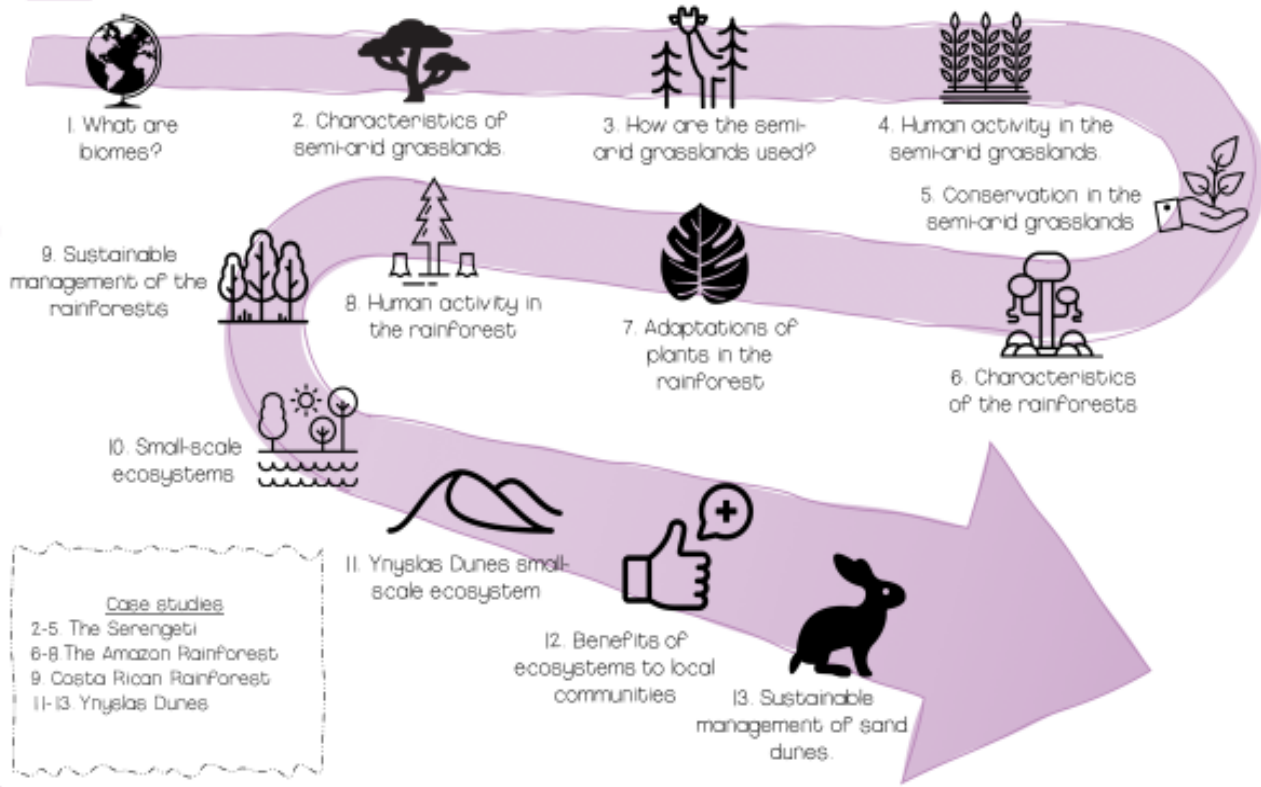 1. What are
biomes?
2. Characteristics of
semi-arid grasslands.
3. How are the semi-
arid grasslands used?
4. Human activity in the
semi-arid grasslands.
5. Conservation in the
semi-arid grasslands
6. Characteristics
of the rainforests
7. Adaptations of
plants in the
rainforest
8. Human activity in
the rainforest
9. Sustainable
management of the
rainforests
10. Small-scale
ecosystems
11. Ynyslas Dunes small-
scale ecosystem
12. Benefits of
ecosystems to local
communities
13. Sustainable
management of sand
dunes.
Case studies
2-5. The Serengeti
6-8.The Amazon Rainforest
9. Costa Rican Rainforest
11-13. Ynyslas Dunes